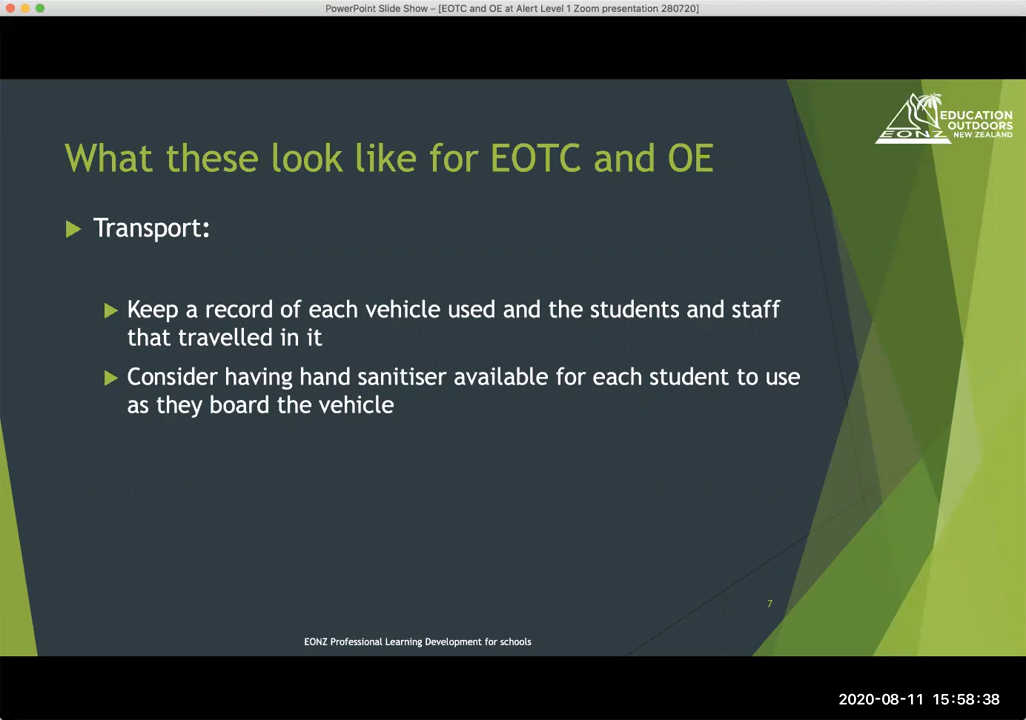 PowerPoint Slide Show – [EOTC and OE at Alert Level 1 Zoom presentation 280720]
EONZ
EDUCATION
OUTDOORS
NEW ZEALAND
What these look like for EOTC and OE
Transport:
Keep a record of each vehicle used and the students and staff
that travelled in it
Consider having hand sanitiser available for each student to use
as they board the vehicle
7
EONZ Professional Learning Development for schools
2020-08-11 15:58:38